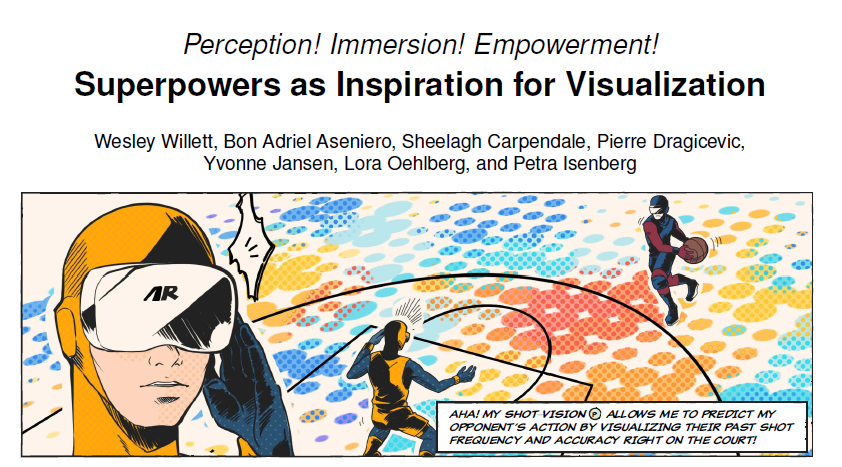 Perception! Immersion! Empowerment!
Superpowers as Inspiration for Visualization
Wesley Willett, Bon Adriel Aseniero, Sheelagh Carpendale, Pierre Dragicevic,
Yvonne Jansen, Lora Oehlberg, and Petra Isenberg
AR
AHA! MY SHOT-VISION Ⓟ ALLOWS ME TO PREDICT MY
OPPONENT'S ACTION BY VISUALIZING THEIR PAST SHOT
FREQUENCY AND ACCURACY RIGHT ON THE COURT!